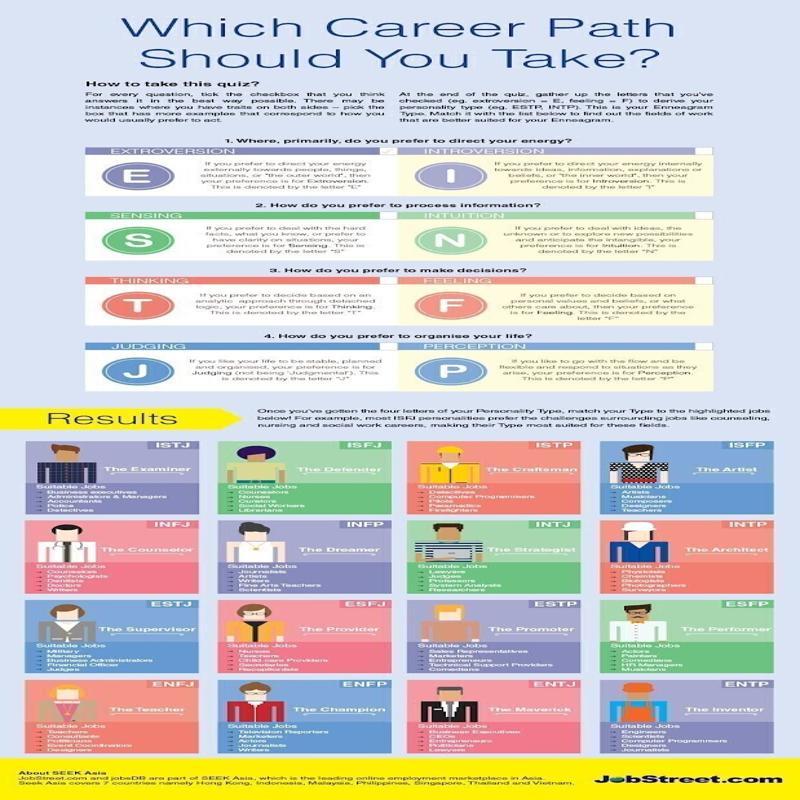 Which Career Path
Should You Take?
How to take this quiz?
For every question, tick the checkbox that you think
answers it in the best way possible. There may be
instances where you have traits on both sides – pick the
box that has more examples that correspond to how you
would usually prefer to act.
At the end of the quiz, gather up the letters that you've
checked (eg, extroversion = E, feeling = F) to derive your
personality type (eg, ESTP, INTP). This is your Enneagram
Type. Match it with the list below to find out the fields of work
that are better suited for your Enneagram.
1. Where, primarily, do you prefer to direct your energy?
EXTROVERSION
E
If you prefer to direct your energy
externally towards people, things,
situations, or "the outer world", then
your preference is for Extroversion.
This is denoted by the letter "E"
INTROVERSION
I
If you prefer to direct your energy internally
towards ideas, information, explanations or
beliefs, or "the inner world", then your
preference is for Introversion. This is
denoted by the letter "I"
2. How do you prefer to process information?
SENSING
S
If you prefer to deal with the hard
facts, what you know, or prefer to
have clarity on situations, your
preference is for Sensing. This is
denoted by the letter "S"
INTUITION
N
If you prefer to deal with ideas, the
unknown or to explore new possibilities
and anticipate the intangible, your
preference is for Intuition. This is
denoted by the letter "N"
3. How do you prefer to make decisions?
THINKING
T
If you prefer to decide based on an
analytic approach through detached
logic, your preference is for Thinking.
This is denoted by the letter "T"
FEELING
F
If you prefer to decide based on
personal values and beliefs, or what
others care about, then your preference
is for Feeling. This is denoted by the
letter "F"
4. How do you prefer to organise your life?
JUDGING
J
If you like your life to be stable, planned
and organised, your preference is for
Judging (not being 'Judgmental'). This
is denoted by the letter "J"
PERCEPTION
P
If you like to go with the flow and be
flexible and respond to situations as they
arise, your preference is for Perception.
This is denoted by the letter "P"
Results
Once you've gotten the four letters of your Personality Type, match your Type to the highlighted jobs
below! For example, most ISFJ personalities prefer the challenges surrounding jobs like counseling,
nursing and social work careers, making their Type most suited for these fields.
ISTJ
The Examiner
Suitable Jobs
Business executives
Administrators & Managers
Accountants
Police
Detectives
ISFJ
The Defender
Suitable Jobs
Counselors
Nurses
Curators
Social Workers
Librarians
ISTP
The Craftsman
Suitable Jobs
Detectives
Computer Programmers
Pilots
Paramedics
Firefighters
ISFP
The Artist
Suitable Jobs
Artists
Musicians
Composers
Designers
Teachers
INFJ
The Counselor
Suitable Jobs
Counselors
Psychologists
Dentists
Doctors
Writers
INFP
The Dreamer
Suitable Jobs
Journalists
Artists
Writers
Fine Arts Teachers
Scientists
INTJ
The Strategist
Suitable Jobs
Lawyers
Judges
Professors
System Analysts
Researchers
INTP
The Architect
Suitable Jobs
Physicists
Chemists
Biologists
Photographers
Surveyors
ESTJ
The Supervisor
Suitable Jobs
Military
Managers
Business Administrators
Financial Officer
Judges
ESFJ
The Provider
Suitable Jobs
Nurses
Teachers
Child care Providers
Secretaries
Receptionists
ESTP
The Promoter
Suitable Jobs
Sales Representatives
Marketers
Entrepreneurs
Technical Support Providers
Comedians
ESFP
The Performer
Suitable Jobs
Actors
Painters
Comedians
HR Managers
Musicians
ENFJ
The Teacher
Suitable Jobs
Teachers
Consultants
Politicians
Event Coordinators
Designers
ENFP
The Champion
Suitable Jobs
Television Reporters
Marketers
Actors
Journalists
Writers
ENTJ
The Maverick
Suitable Jobs
Business Executives
CEOs
Entrepreneurs
Politicians
Lawyers
ENTP
The Inventor
Suitable Jobs
Engineers
Scientists
Computer Programmers
Designers
Journalists
About SEEK Asia
JobStreet.com and jobsDB are part of SEEK Asia, which is the leading online employment marketplace in Asia.
Seek Asia covers 7 countries namely Hong Kong, Indonesia, Malaysia, Philippines, Singapore, Thailand and Vietnam.
JobStreet.com